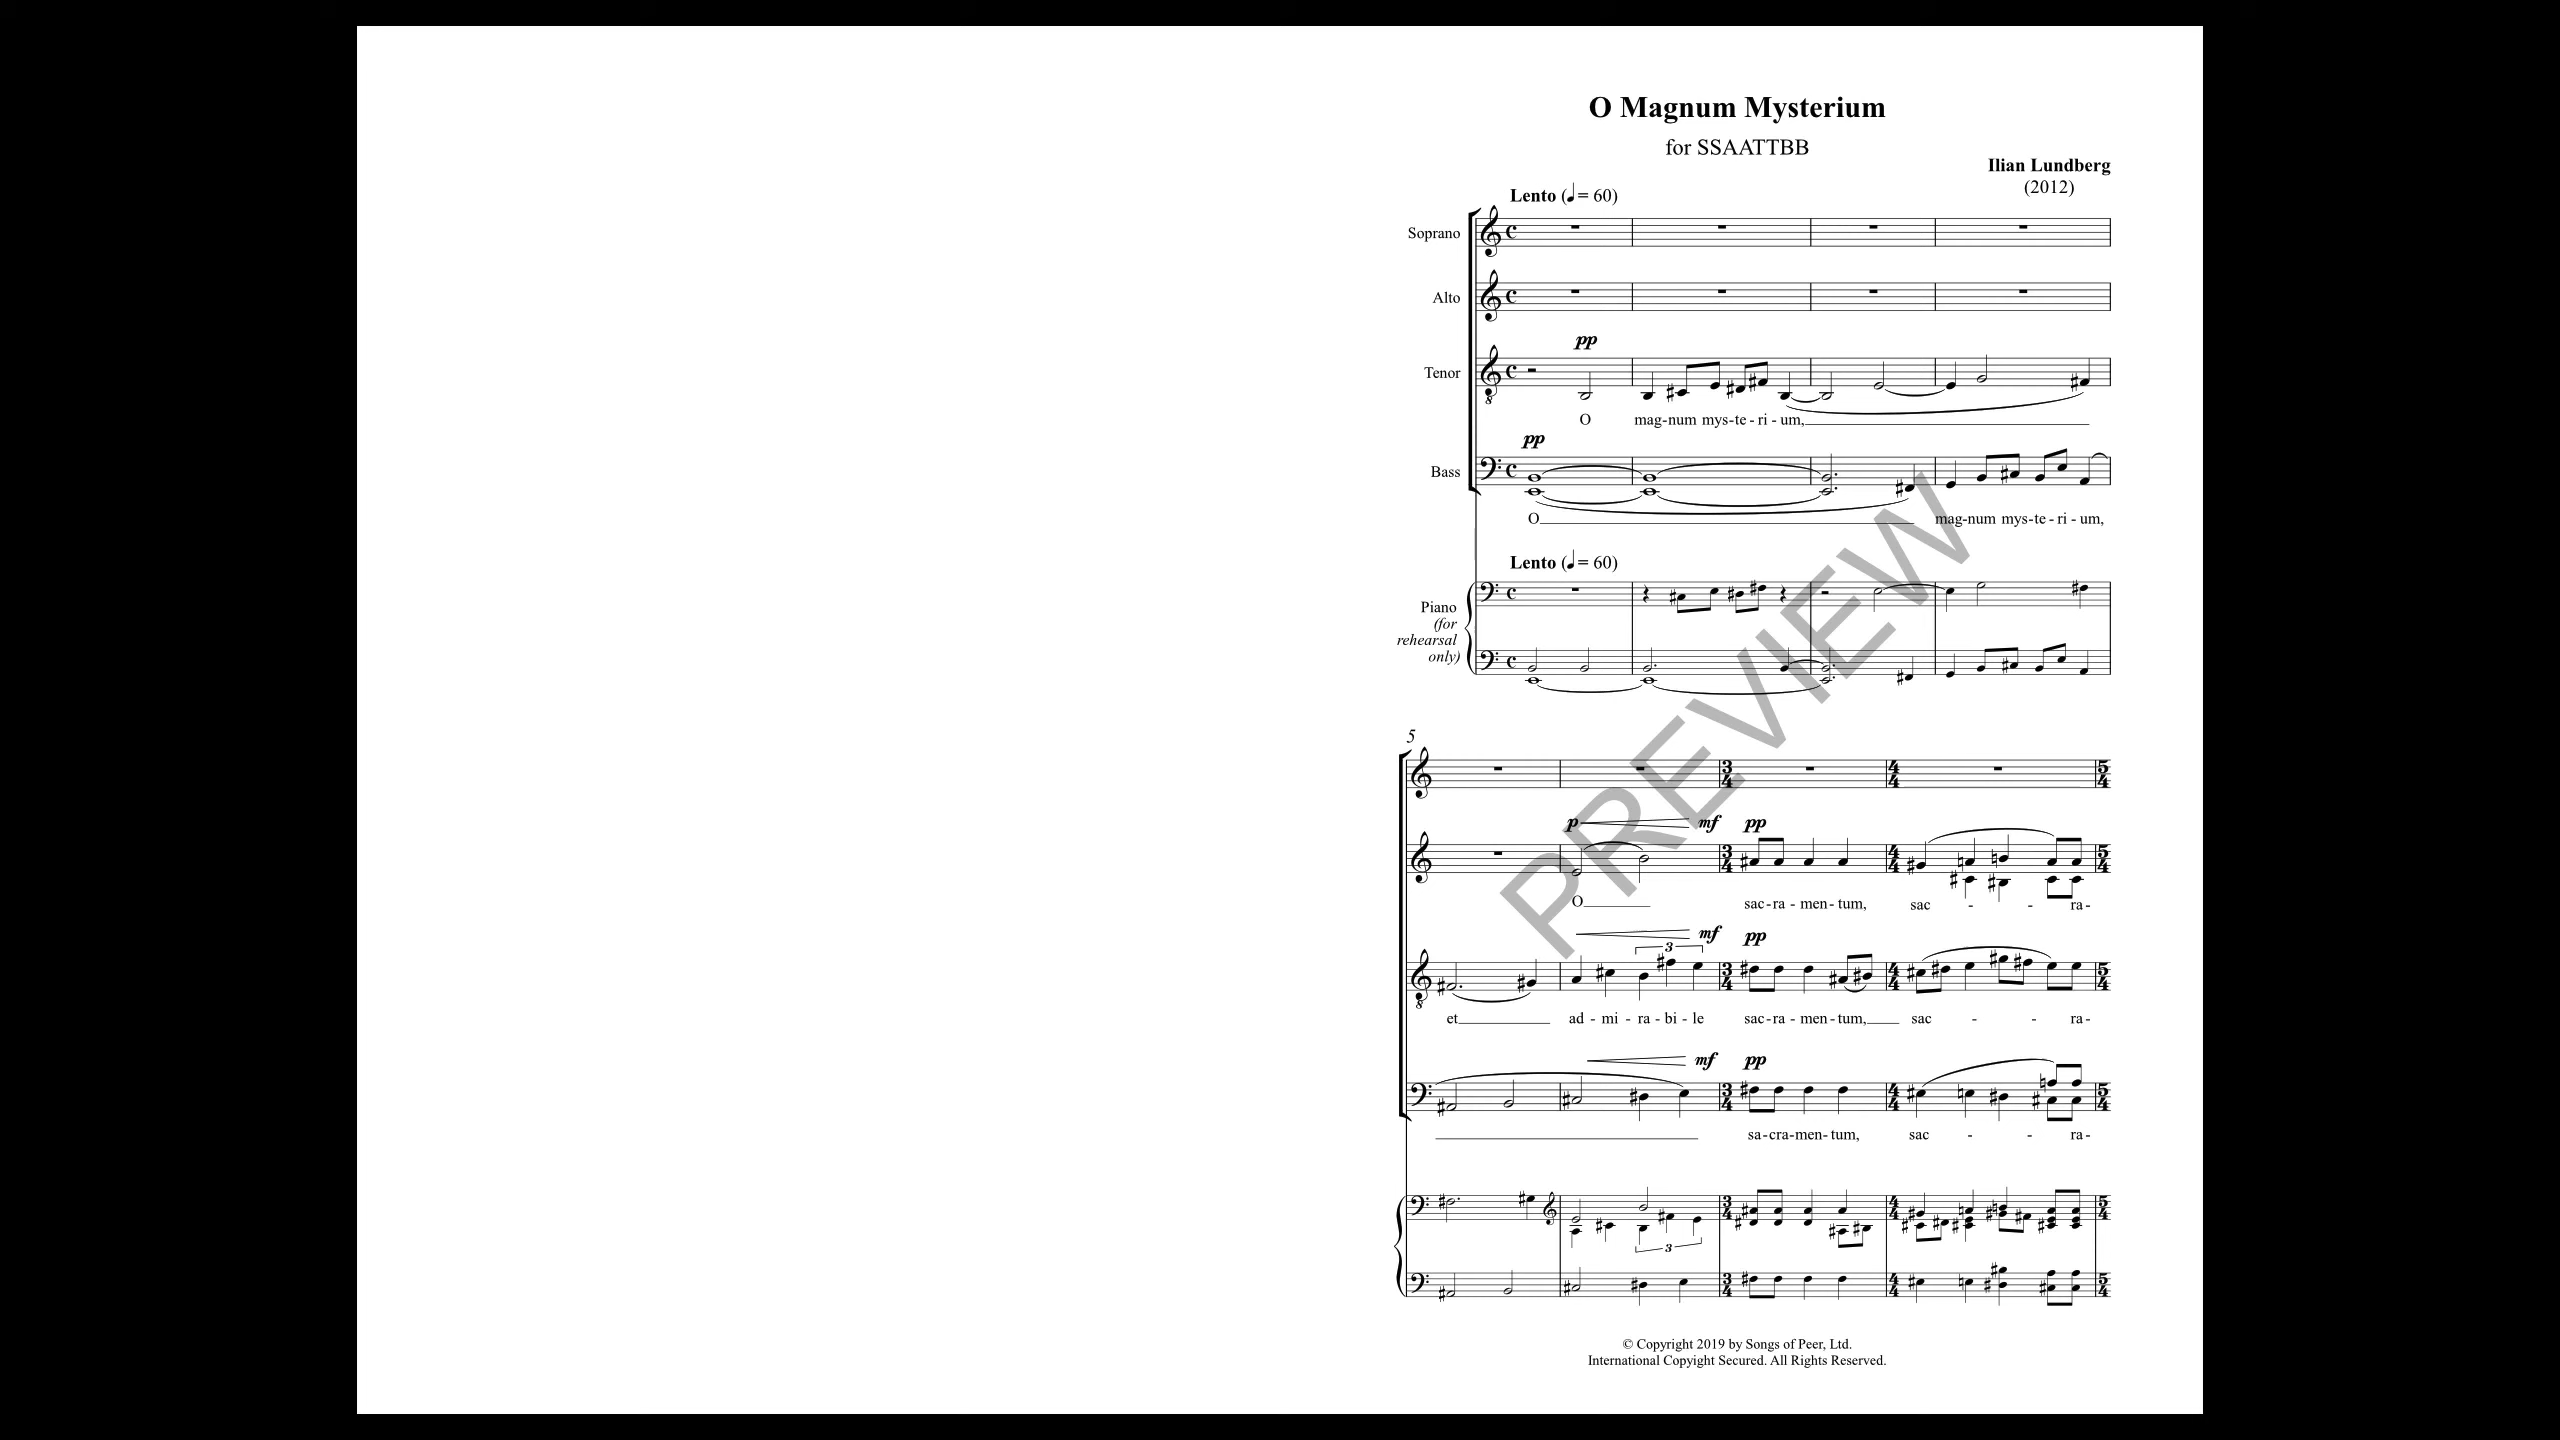 O Magnum Mysterium
for SSAATTBB
Ilian Lundberg
(2012)
Lento (♩= 60)
Soprano
Alto
pp
Tenor
O mag-num mys-te - ri - um,
pp
Bass
O mag-num mys-te - ri - um,
Lento (♩= 60)
Piano
(for
rehearsal
only)
PREVIEW
5
p mf pp
O sac-ra - men- tum, sac - - ra-
mf pp
3
et ad - mi - ra - bi - le sac-ra - men-tum, sac - - ra-
mf pp
sa-cra-men- tum, sac - - ra-
3
© Copyright 2019 by Songs of Peer, Ltd.
International Copyight Secured. All Rights Reserved.